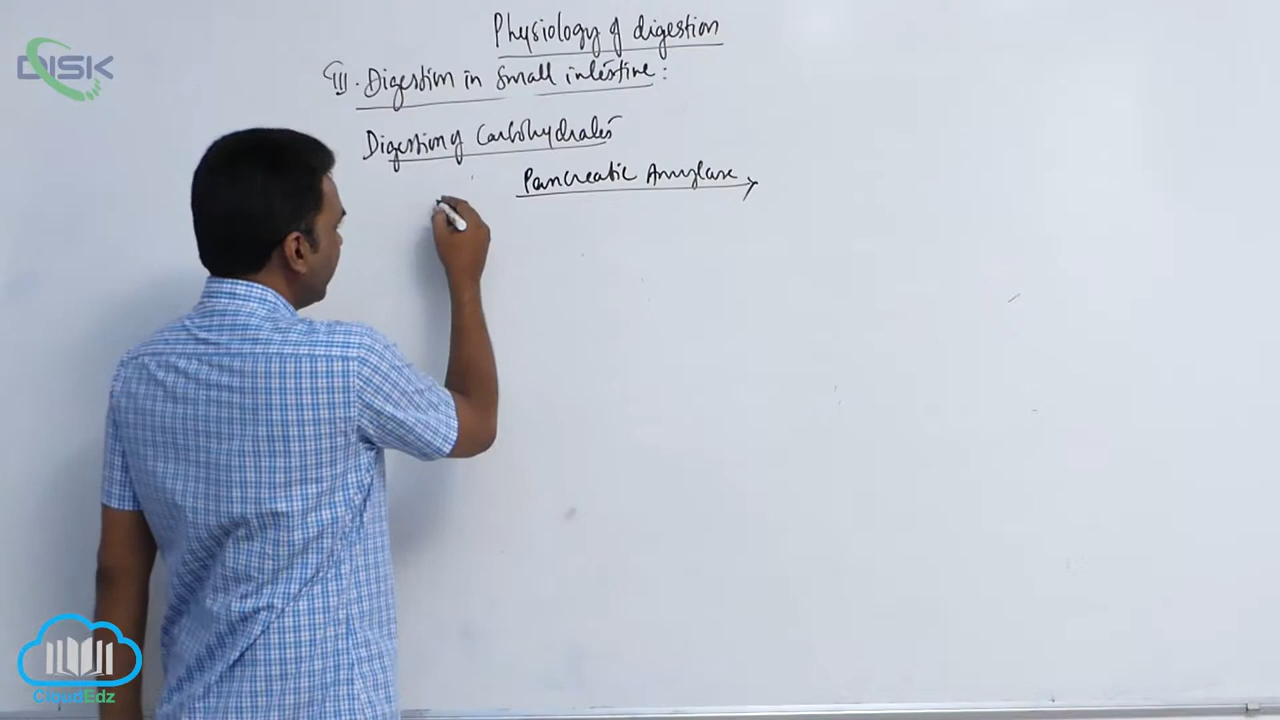 Physiology of digestion
III. Digestion in Small intestine:
Digestion of Carbohydrates
Pancreatic Amylase
DISK
CloudEdz